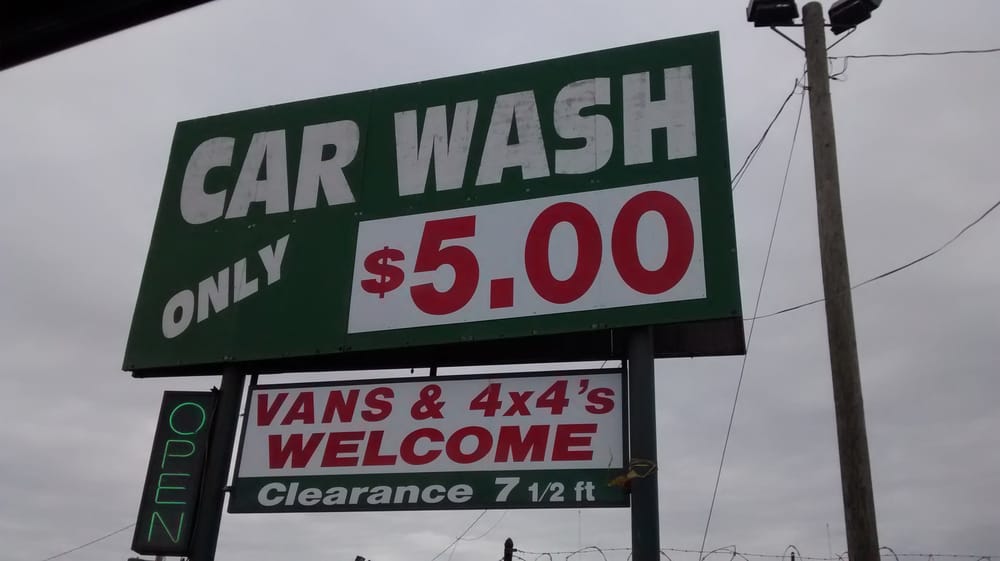 CAR WASH
ONLY $5.00
VANS & 4x4's
WELCOME
Clearance 7 1/2 ft
OPEN